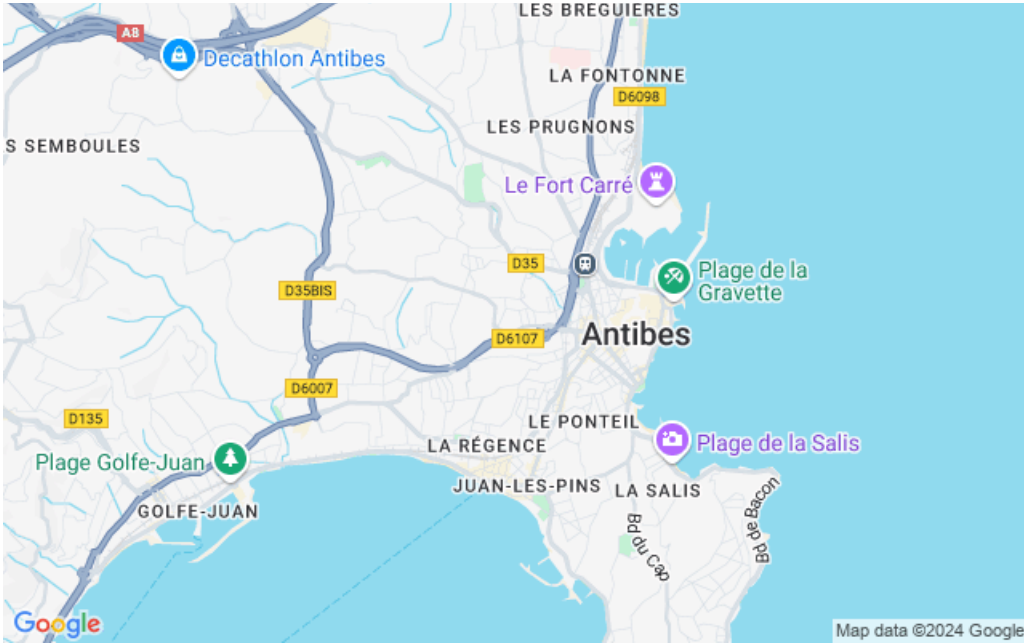 LES BREGUIERES
A8
Decathlon Antibes
LA FONTONNE
D6098
LES PRUGNONS
S SEMBOULES
Le Fort Carré
D35
Plage de la
Gravette
D35BIS
Antibes
D6107
D6007
D135
LE PONTEIL
LA RÉGENCE
Plage de la Salis
Plage Golfe-Juan
JUAN-LES-PINS
LA SALIS
GOLFE-JUAN
Bd de Bacon
Bd du Cap
Google
Map data ©2024 Google